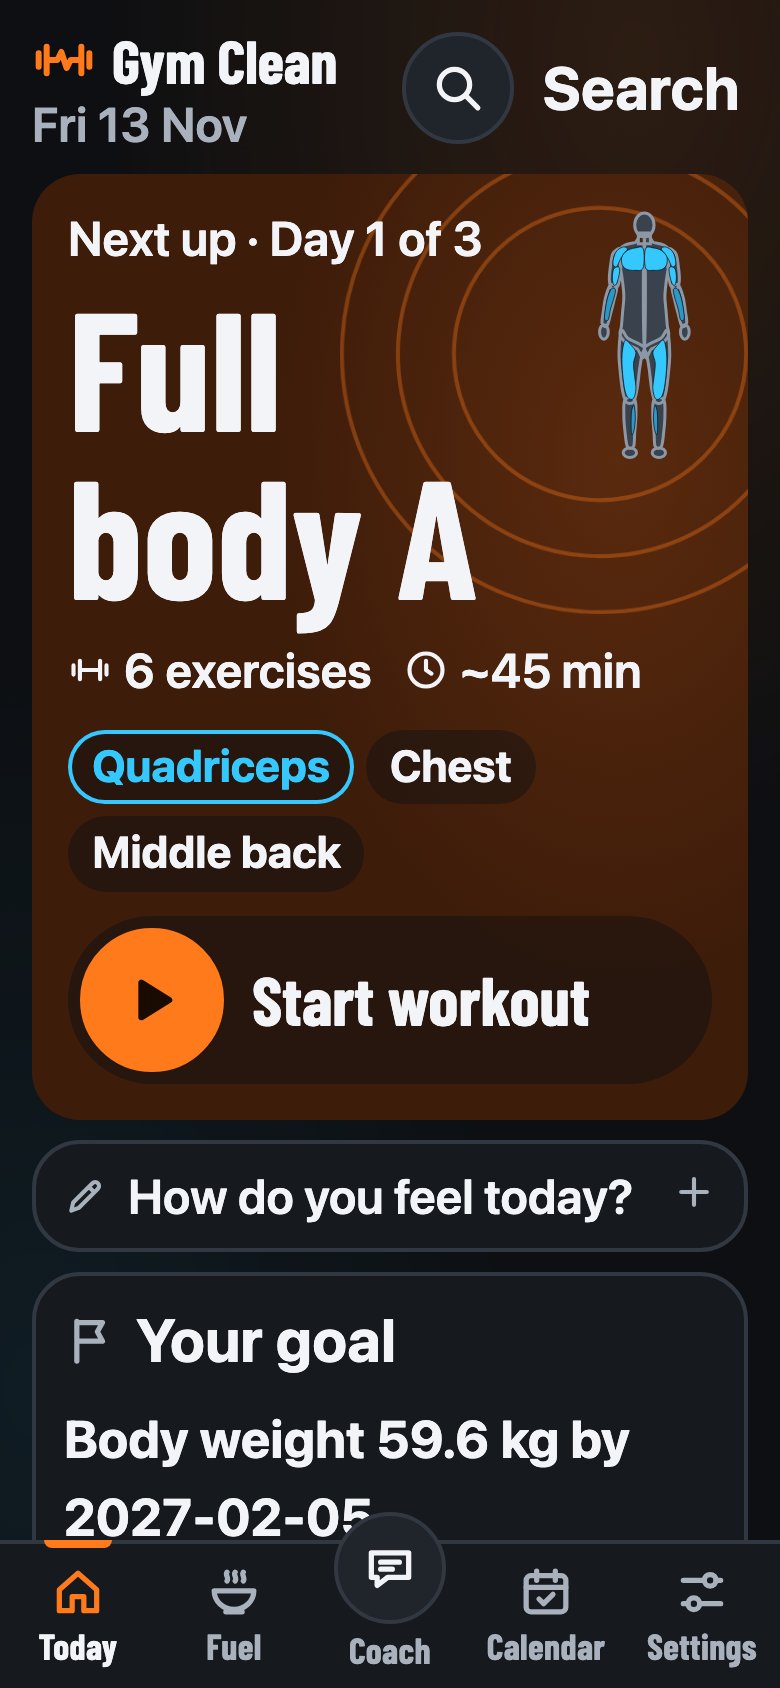 Gym Clean
Fri 13 Nov
Search
Next up · Day 1 of 3
Full
body A
6 exercises
~45 min
Quadriceps
Chest
Middle back
Start workout
How do you feel today?
Your goal
Body weight 59.6 kg by
2027-02-05
Today
Fuel
Coach
Calendar
Settings